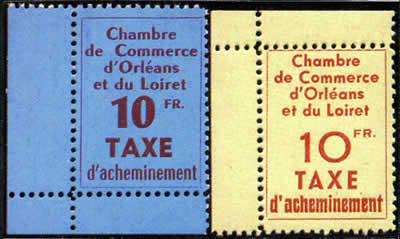 Chambre
de Commerce
d'Orléans
et du Loiret
10 FR.
TAXE
d'acheminement
Chambre
de Commerce
d'Orléans
et du Loiret
10 FR.
TAXE
d'acheminement